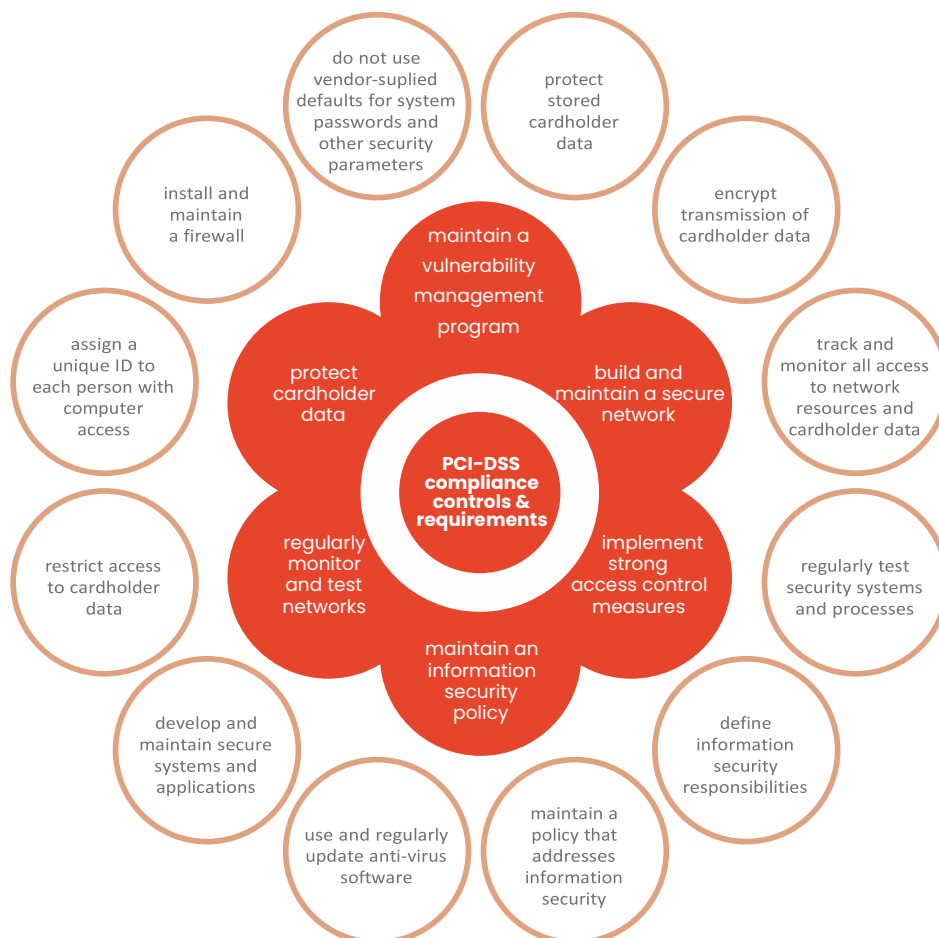 do not use
vendor-suplied
defaults for system
passwords and
other security
parameters
protect
stored
cardholder
data
install and
maintain
a firewall
encrypt
transmission of
cardholder data
maintain a
vulnerability
management
program
assign a
unique ID to
each person with
computer
access
protect
cardholder
data
build and
maintain a secure
network
track and
monitor all access
to network
resources and
cardholder data
PCI-DSS
compliance
controls &
requirements
restrict access
to cardholder
data
regularly
monitor
and test
networks
implement
strong
access control
measures
regularly test
security systems
and processes
maintain an
information
security
policy
develop and
maintain secure
systems and
applications
define
information
security
responsibilities
use and regularly
update anti-virus
software
maintain a
policy that
addresses
information
security